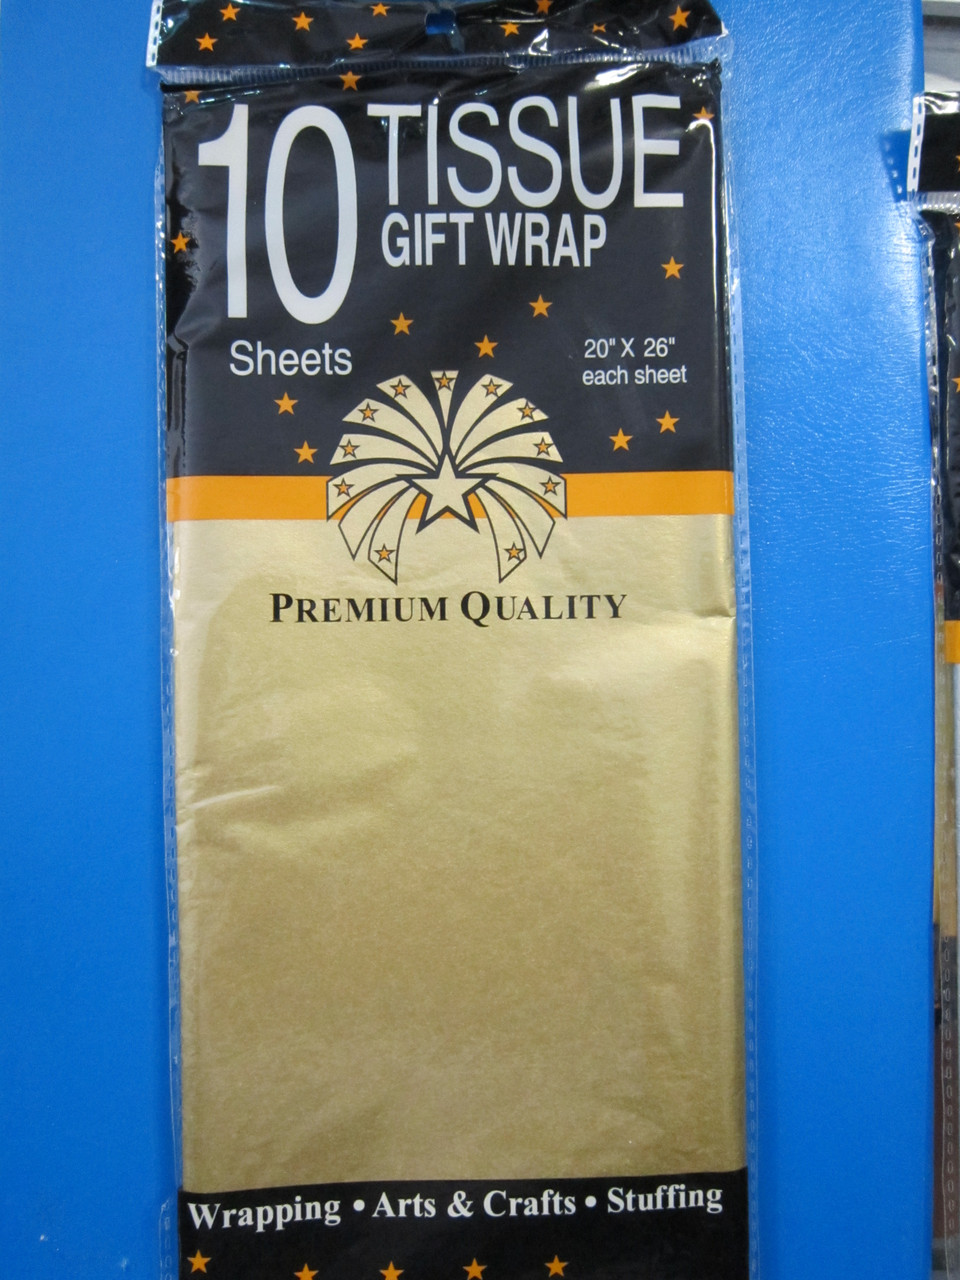 10 TISSUE
GIFT WRAP
Sheets
20" X 26"
each sheet
PREMIUM QUALITY
Wrapping • Arts & Crafts • Stuffing